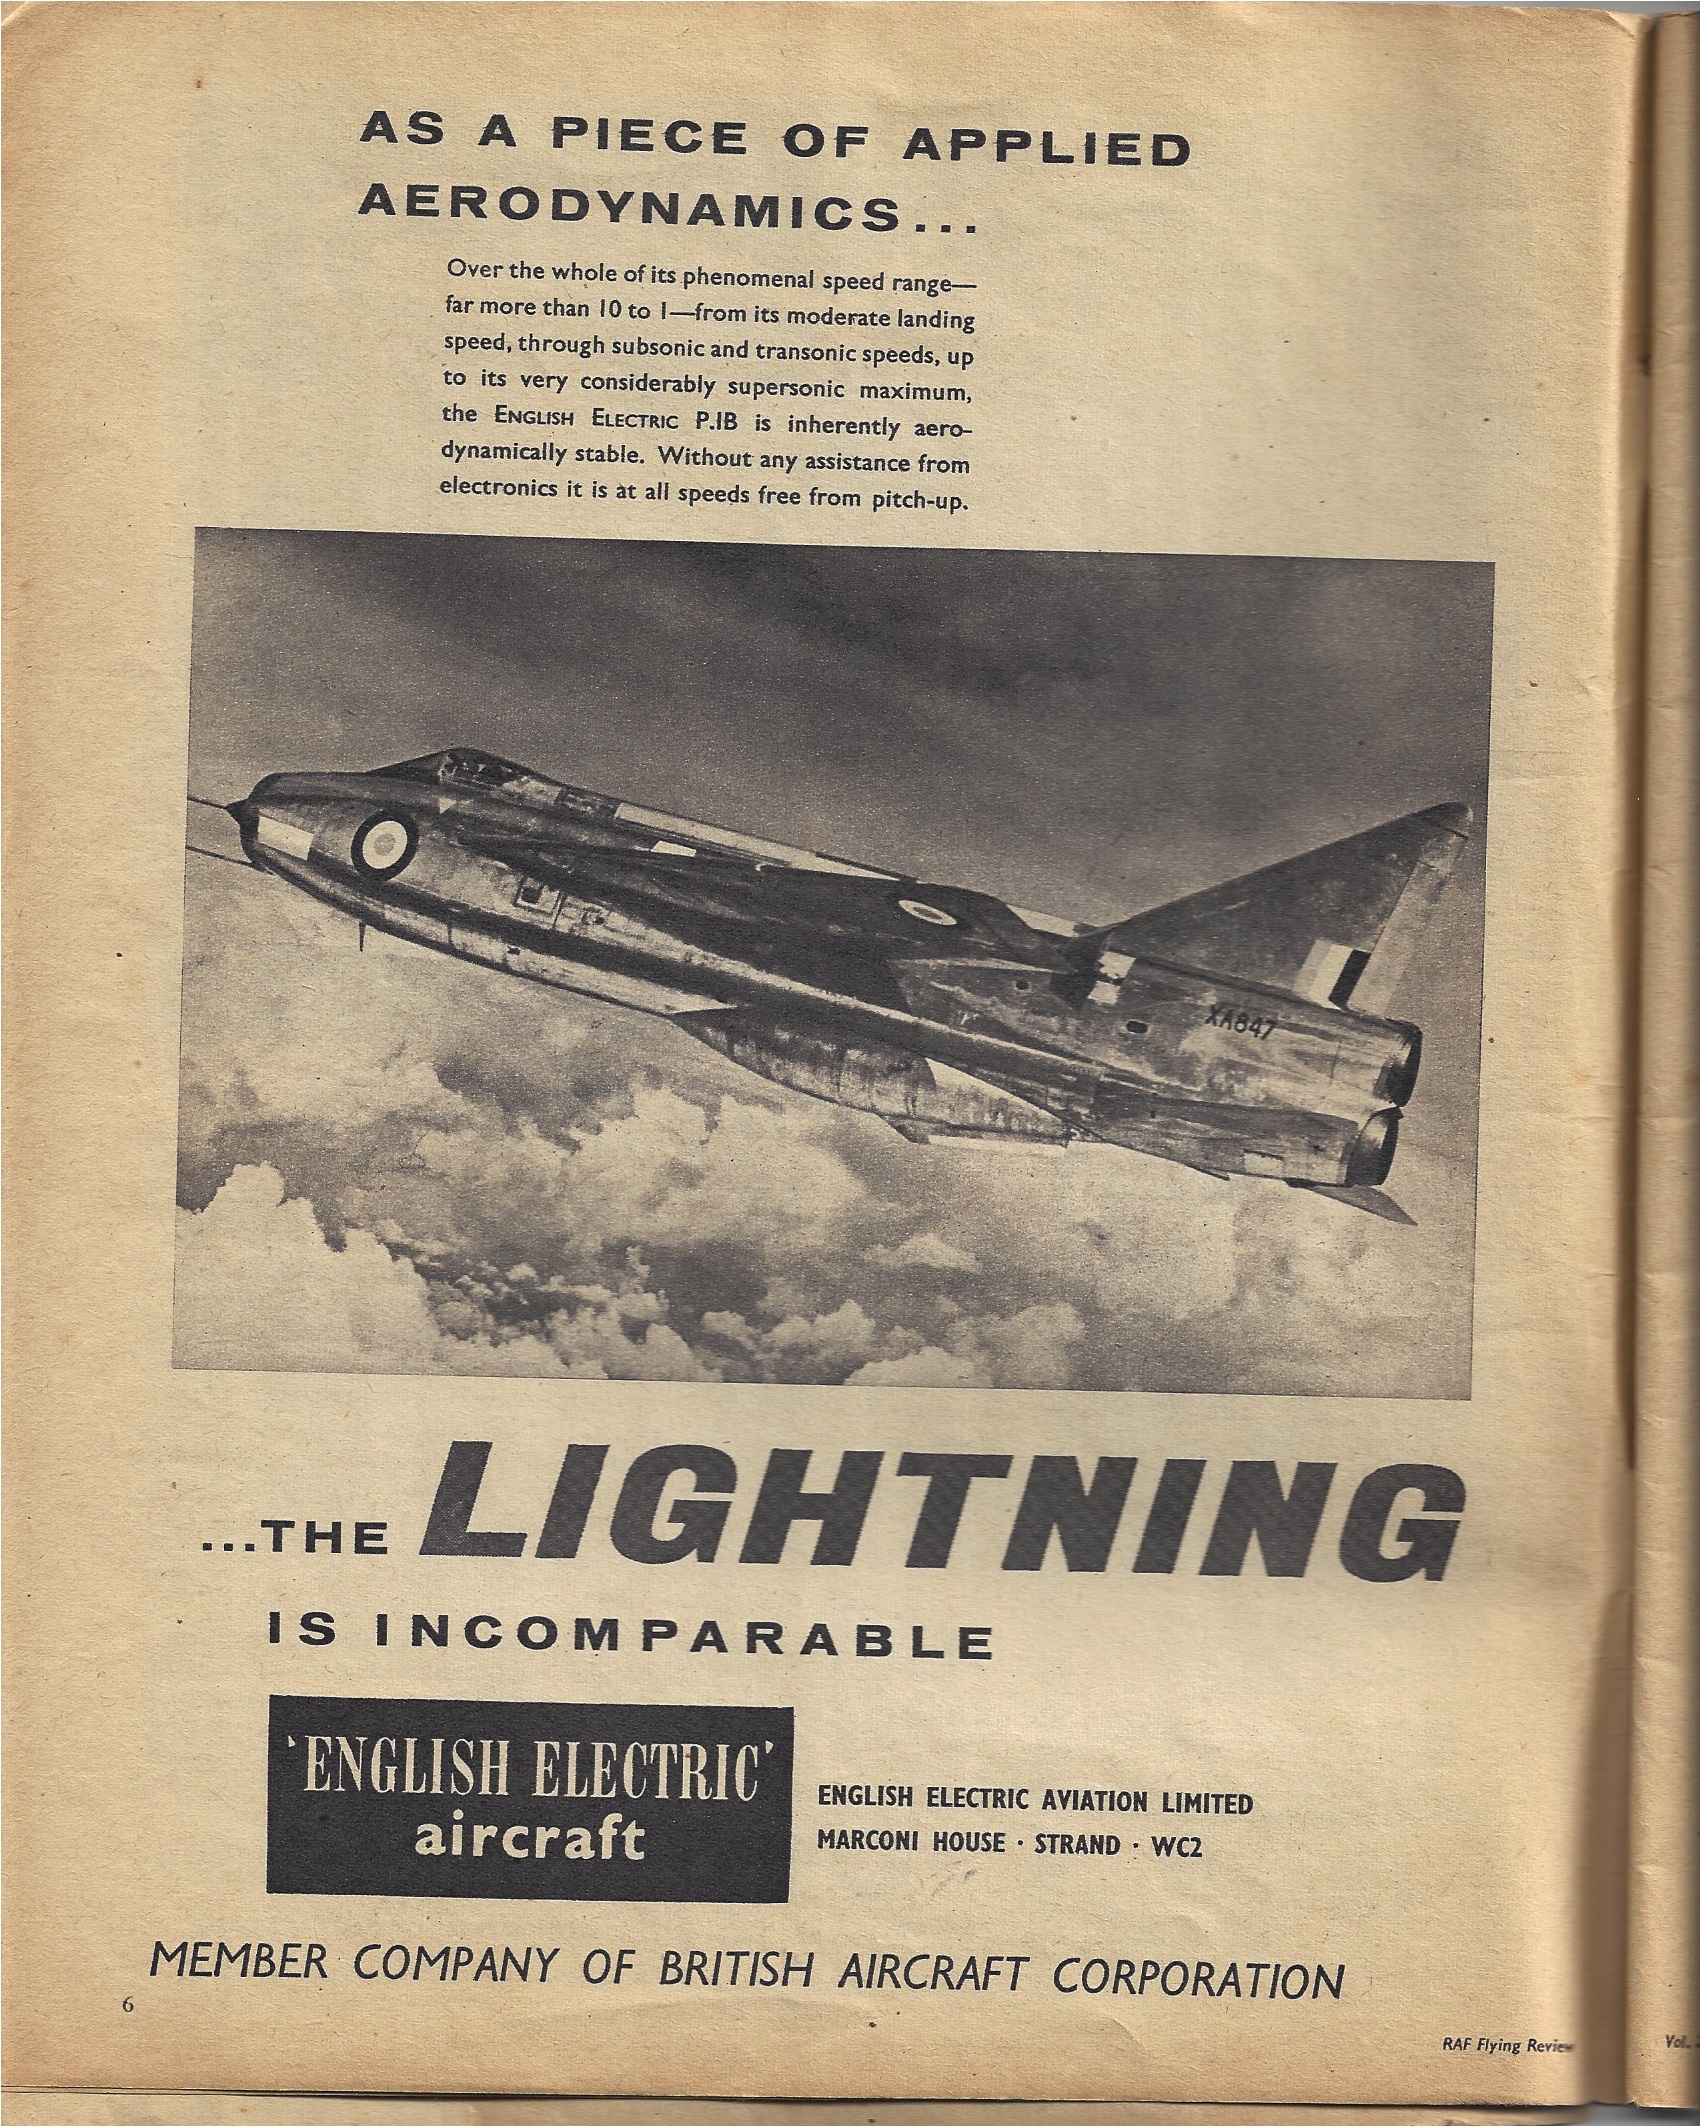 AS A PIECE OF APPLIED
AERODYNAMICS...
Over the whole of its phenomenal speed range—
far more than 10 to 1—from its moderate landing
speed, through subsonic and transonic speeds, up
to its very considerably supersonic maximum,
the ENGLISH ELECTRIC P.1B is inherently aero-
dynamically stable. Without any assistance from
electronics it is at all speeds free from pitch-up.
XA847
...THE LIGHTNING
IS INCOMPARABLE
'ENGLISH ELECTRIC'
aircraft
ENGLISH ELECTRIC AVIATION LIMITED
MARCONI HOUSE · STRAND · WC2
MEMBER COMPANY OF BRITISH AIRCRAFT CORPORATION
6
RAF Flying Review
Vol.